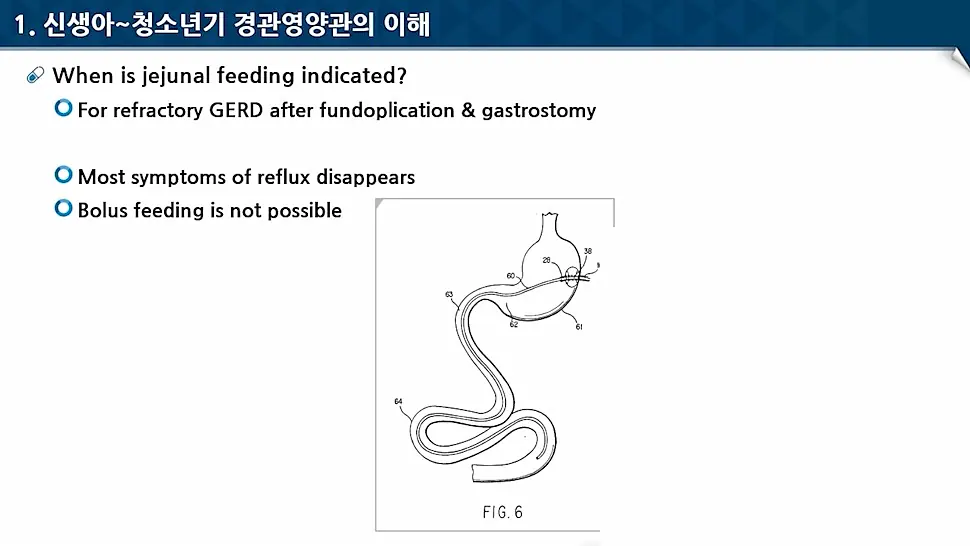 1. 신생아~청소년기 경관영양관의 이해
When is jejunal feeding indicated?
For refractory GERD after fundoplication & gastrostomy
Most symptoms of reflux disappears
Bolus feeding is not possible
38
28
60
63
62
61
64
FIG. 6